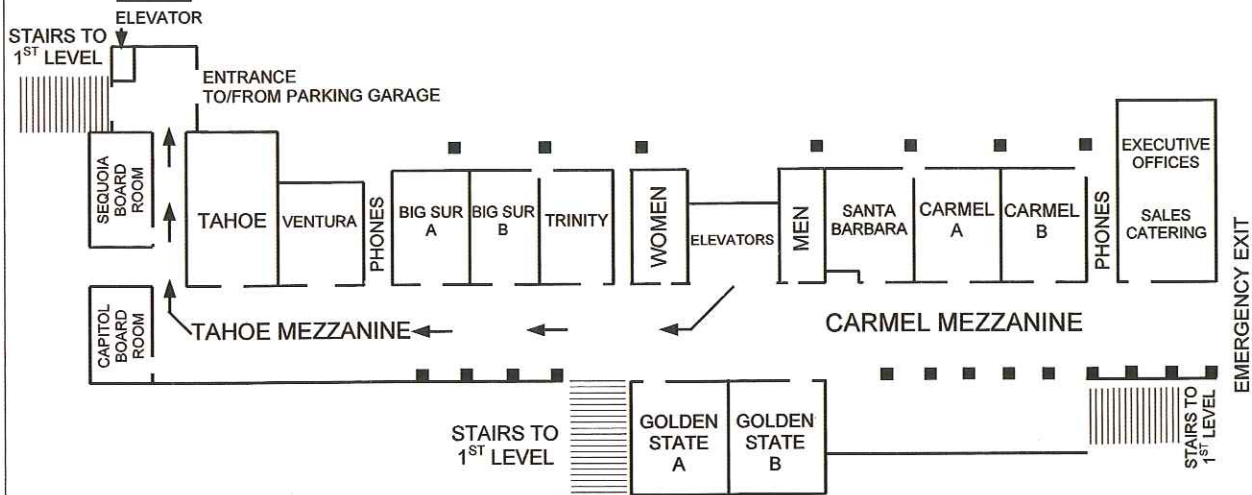 ELEVATOR
STAIRS TO
1ST LEVEL
ENTRANCE
TO/FROM PARKING GARAGE
SEQUOIA
BOARD
ROOM
TAHOE
VENTURA
PHONES
BIG SUR
A
BIG SUR
B
TRINITY
WOMEN
ELEVATORS
MEN
SANTA
BARBARA
CARMEL
A
CARMEL
B
PHONES
EXECUTIVE
OFFICES
SALES
CATERING
EMERGENCY EXIT
CAPITOL
BOARD
ROOM
TAHOE MEZZANINE
CARMEL MEZZANINE
STAIRS TO
1ST LEVEL
GOLDEN
STATE
A
GOLDEN
STATE
B
STAIRS TO
1ST LEVEL